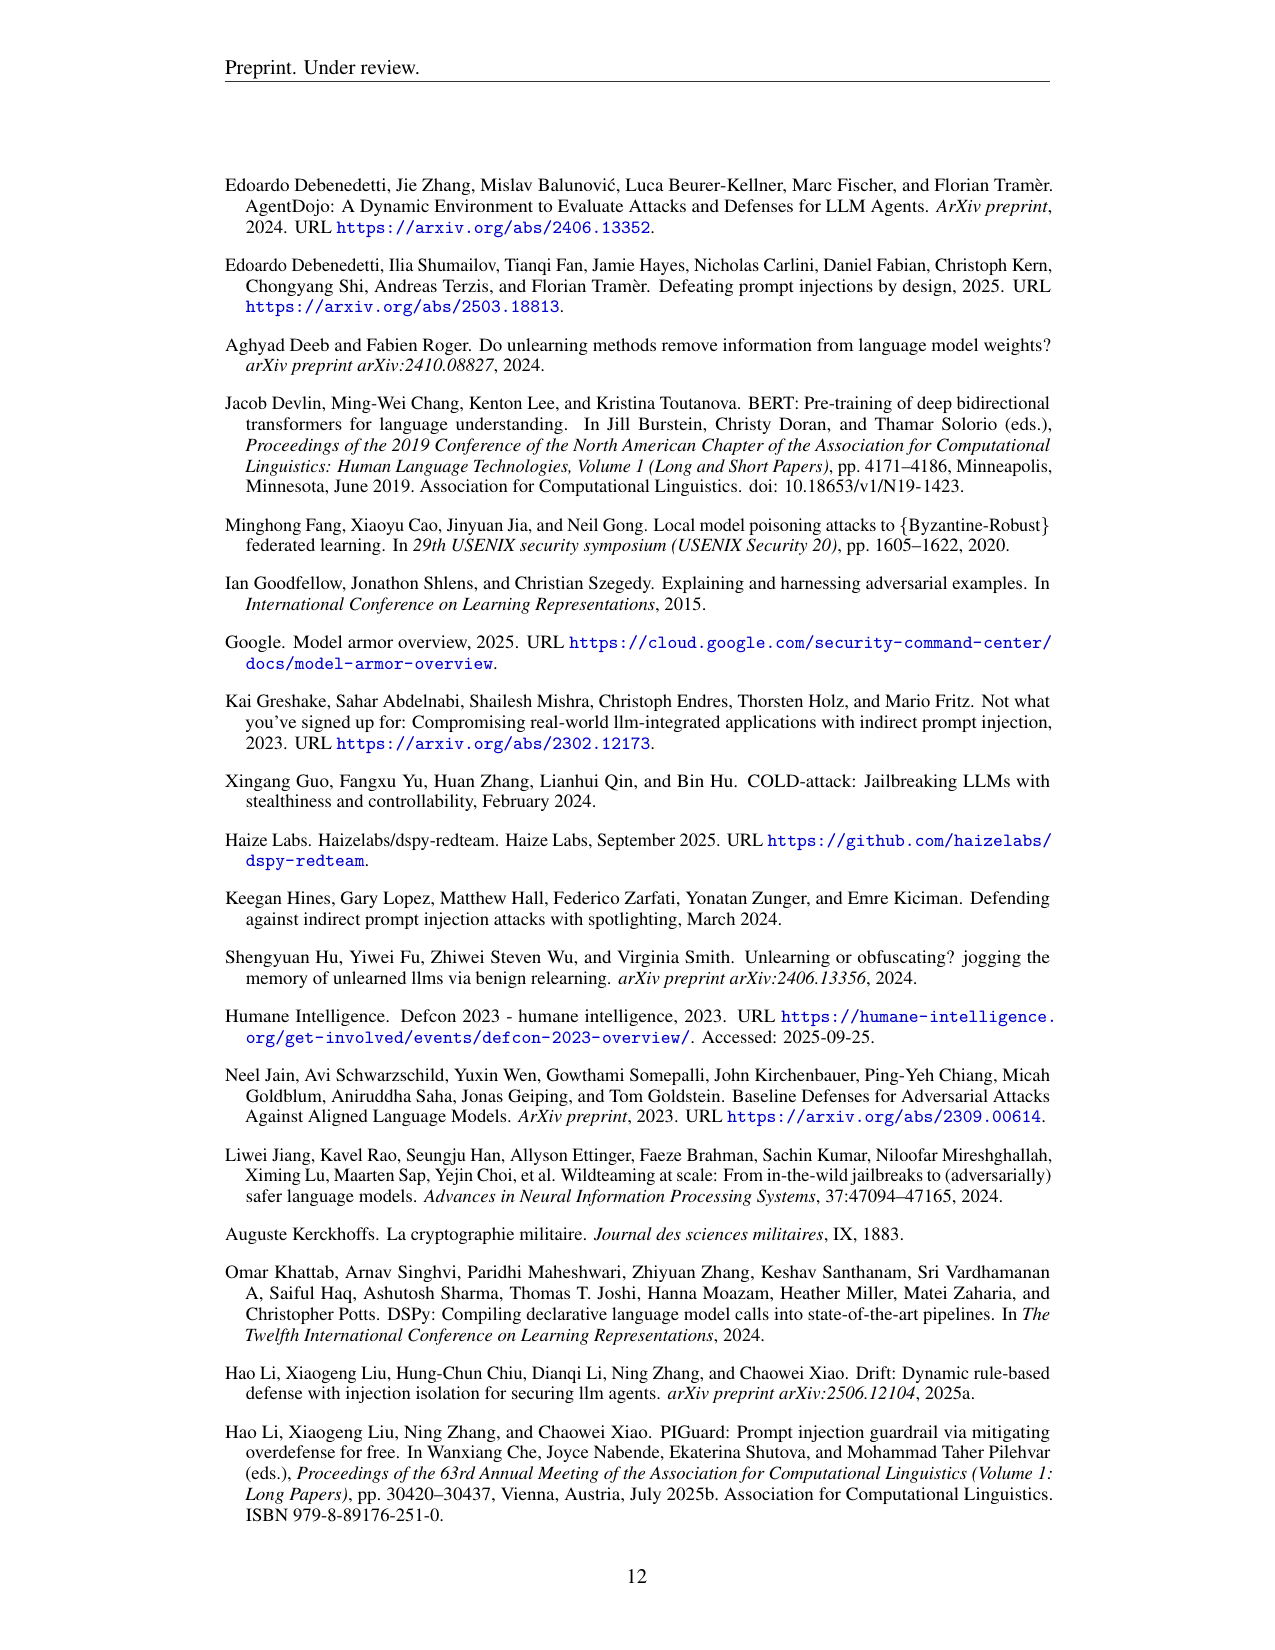 Preprint. Under review.
Edoardo Debenedetti, Jie Zhang, Mislav Balunović, Luca Beurer-Kellner, Marc Fischer, and Florian Tramèr.
AgentDojo: A Dynamic Environment to Evaluate Attacks and Defenses for LLM Agents. ArXiv preprint,
2024. URL https://arxiv.org/abs/2406.13352.
Edoardo Debenedetti, Ilia Shumailov, Tianqi Fan, Jamie Hayes, Nicholas Carlini, Daniel Fabian, Christoph Kern,
Chongyang Shi, Andreas Terzis, and Florian Tramèr. Defeating prompt injections by design, 2025. URL
https://arxiv.org/abs/2503.18813.
Aghyad Deeb and Fabien Roger. Do unlearning methods remove information from language model weights?
arXiv preprint arXiv:2410.08827, 2024.
Jacob Devlin, Ming-Wei Chang, Kenton Lee, and Kristina Toutanova. BERT: Pre-training of deep bidirectional
transformers for language understanding. In Jill Burstein, Christy Doran, and Thamar Solorio (eds.),
Proceedings of the 2019 Conference of the North American Chapter of the Association for Computational
Linguistics: Human Language Technologies, Volume 1 (Long and Short Papers), pp. 4171–4186, Minneapolis,
Minnesota, June 2019. Association for Computational Linguistics. doi: 10.18653/v1/N19-1423.
Minghong Fang, Xiaoyu Cao, Jinyuan Jia, and Neil Gong. Local model poisoning attacks to {Byzantine-Robust}
federated learning. In 29th USENIX security symposium (USENIX Security 20), pp. 1605–1622, 2020.
Ian Goodfellow, Jonathon Shlens, and Christian Szegedy. Explaining and harnessing adversarial examples. In
International Conference on Learning Representations, 2015.
Google. Model armor overview, 2025. URL https://cloud.google.com/security-command-center/
docs/model-armor-overview.
Kai Greshake, Sahar Abdelnabi, Shailesh Mishra, Christoph Endres, Thorsten Holz, and Mario Fritz. Not what
you've signed up for: Compromising real-world llm-integrated applications with indirect prompt injection,
2023. URL https://arxiv.org/abs/2302.12173.
Xingang Guo, Fangxu Yu, Huan Zhang, Lianhui Qin, and Bin Hu. COLD-attack: Jailbreaking LLMs with
stealthiness and controllability, February 2024.
Haize Labs. Haizelabs/dspy-redteam. Haize Labs, September 2025. URL https://github.com/haizelabs/
dspy-redteam.
Keegan Hines, Gary Lopez, Matthew Hall, Federico Zarfati, Yonatan Zunger, and Emre Kiciman. Defending
against indirect prompt injection attacks with spotlighting, March 2024.
Shengyuan Hu, Yiwei Fu, Zhiwei Steven Wu, and Virginia Smith. Unlearning or obfuscating? jogging the
memory of unlearned llms via benign relearning. arXiv preprint arXiv:2406.13356, 2024.
Humane Intelligence. Defcon 2023 - humane intelligence, 2023. URL https://humane-intelligence.
org/get-involved/events/defcon-2023-overview/. Accessed: 2025-09-25.
Neel Jain, Avi Schwarzschild, Yuxin Wen, Gowthami Somepalli, John Kirchenbauer, Ping-Yeh Chiang, Micah
Goldblum, Aniruddha Saha, Jonas Geiping, and Tom Goldstein. Baseline Defenses for Adversarial Attacks
Against Aligned Language Models. ArXiv preprint, 2023. URL https://arxiv.org/abs/2309.00614.
Liwei Jiang, Kavel Rao, Seungju Han, Allyson Ettinger, Faeze Brahman, Sachin Kumar, Niloofar Mireshghallah,
Ximing Lu, Maarten Sap, Yejin Choi, et al. Wildteaming at scale: From in-the-wild jailbreaks to (adversarially)
safer language models. Advances in Neural Information Processing Systems, 37:47094–47165, 2024.
Auguste Kerckhoffs. La cryptographie militaire. Journal des sciences militaires, IX, 1883.
Omar Khattab, Arnav Singhvi, Paridhi Maheshwari, Zhiyuan Zhang, Keshav Santhanam, Sri Vardhamanan
A, Saiful Haq, Ashutosh Sharma, Thomas T. Joshi, Hanna Moazam, Heather Miller, Matei Zaharia, and
Christopher Potts. DSPy: Compiling declarative language model calls into state-of-the-art pipelines. In The
Twelfth International Conference on Learning Representations, 2024.
Hao Li, Xiaogeng Liu, Hung-Chun Chiu, Dianqi Li, Ning Zhang, and Chaowei Xiao. Drift: Dynamic rule-based
defense with injection isolation for securing llm agents. arXiv preprint arXiv:2506.12104, 2025a.
Hao Li, Xiaogeng Liu, Ning Zhang, and Chaowei Xiao. PIGuard: Prompt injection guardrail via mitigating
overdefense for free. In Wanxiang Che, Joyce Nabende, Ekaterina Shutova, and Mohammad Taher Pilehvar
(eds.), Proceedings of the 63rd Annual Meeting of the Association for Computational Linguistics (Volume 1:
Long Papers), pp. 30420–30437, Vienna, Austria, July 2025b. Association for Computational Linguistics.
ISBN 979-8-89176-251-0.
12